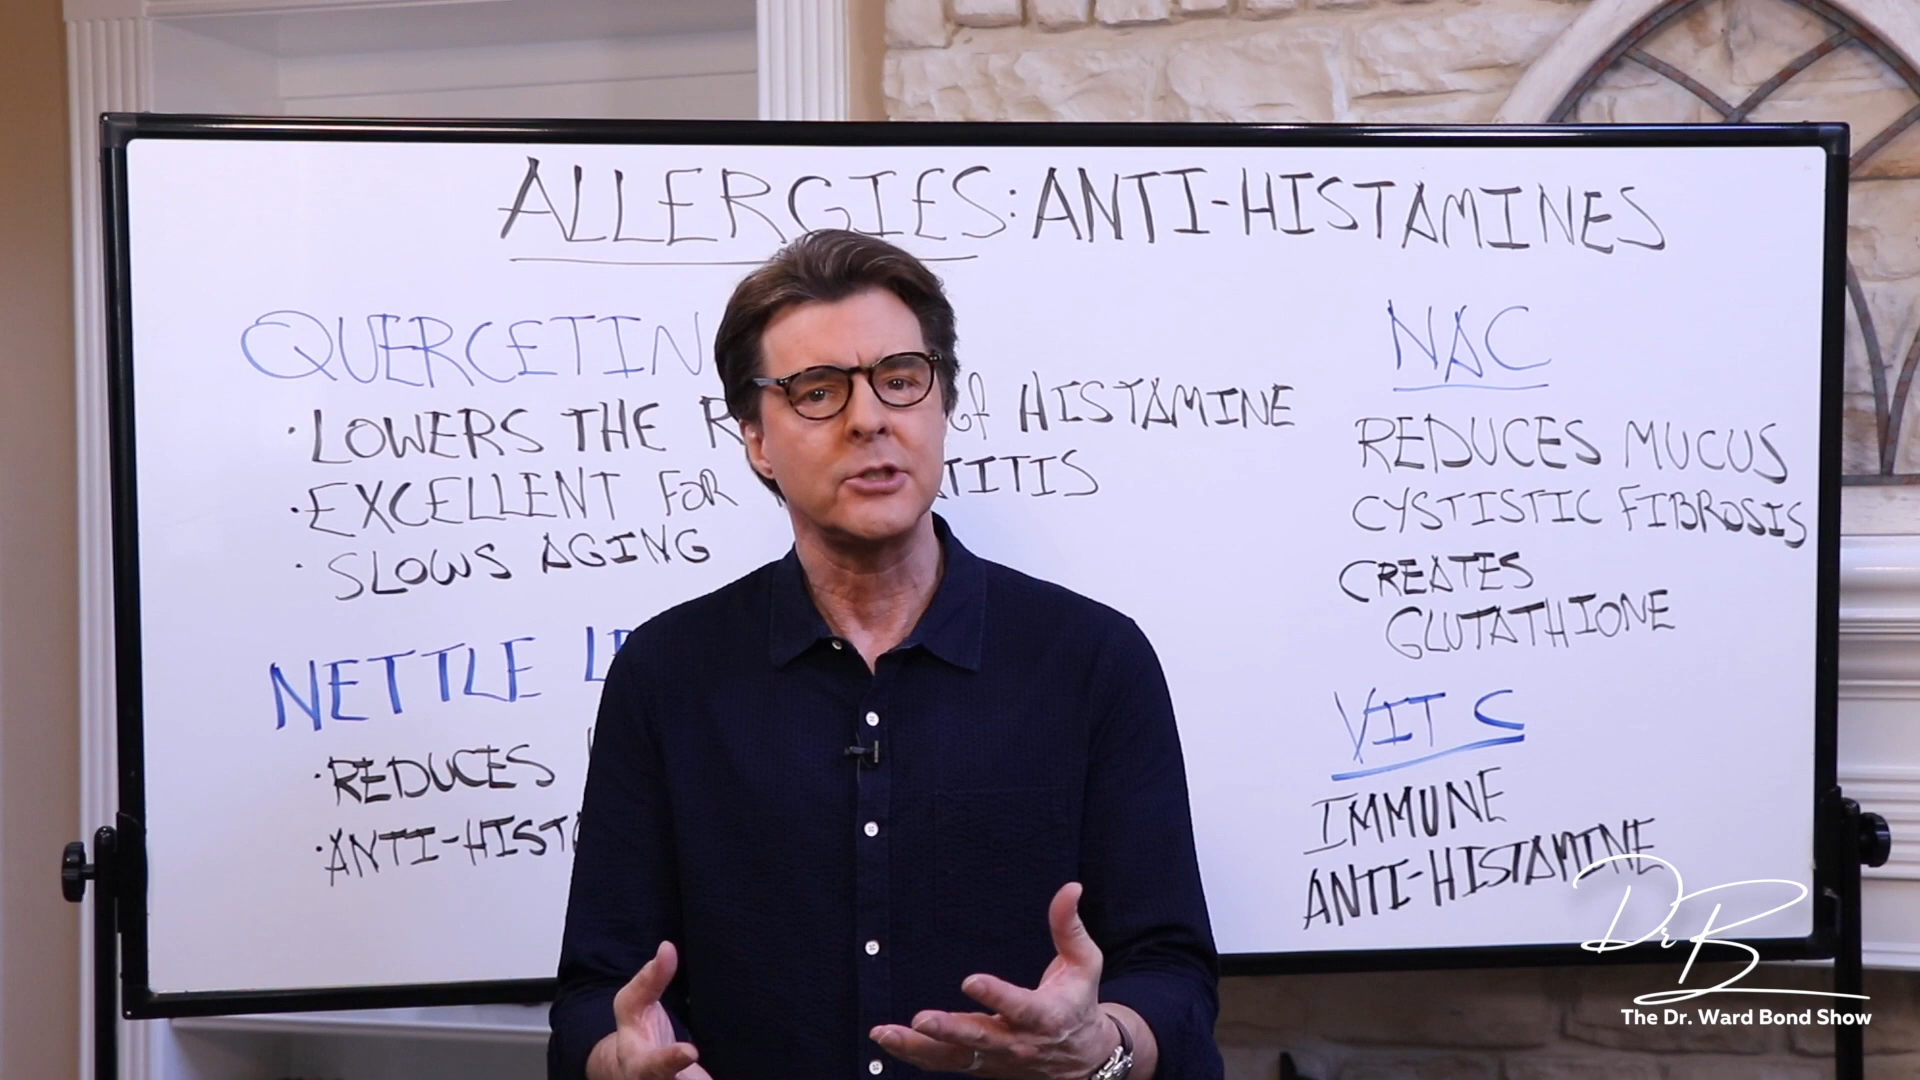 ALLERGIES: ANTI-HISTAMINES
QUERCETIN
• LOWERS THE of HISTAMINE
• EXCELLENT FOR
• SLOWS AGING
NETTLE
• REDUCES
• ANTI-HIST
NAC
REDUCES MUCUS
CYSTISTIC FIBROSIS
CREATES
GLUTATHIONE
VIT C
IMMUNE
ANTI-HISTAMINE
Dr B
The Dr. Ward Bond Show